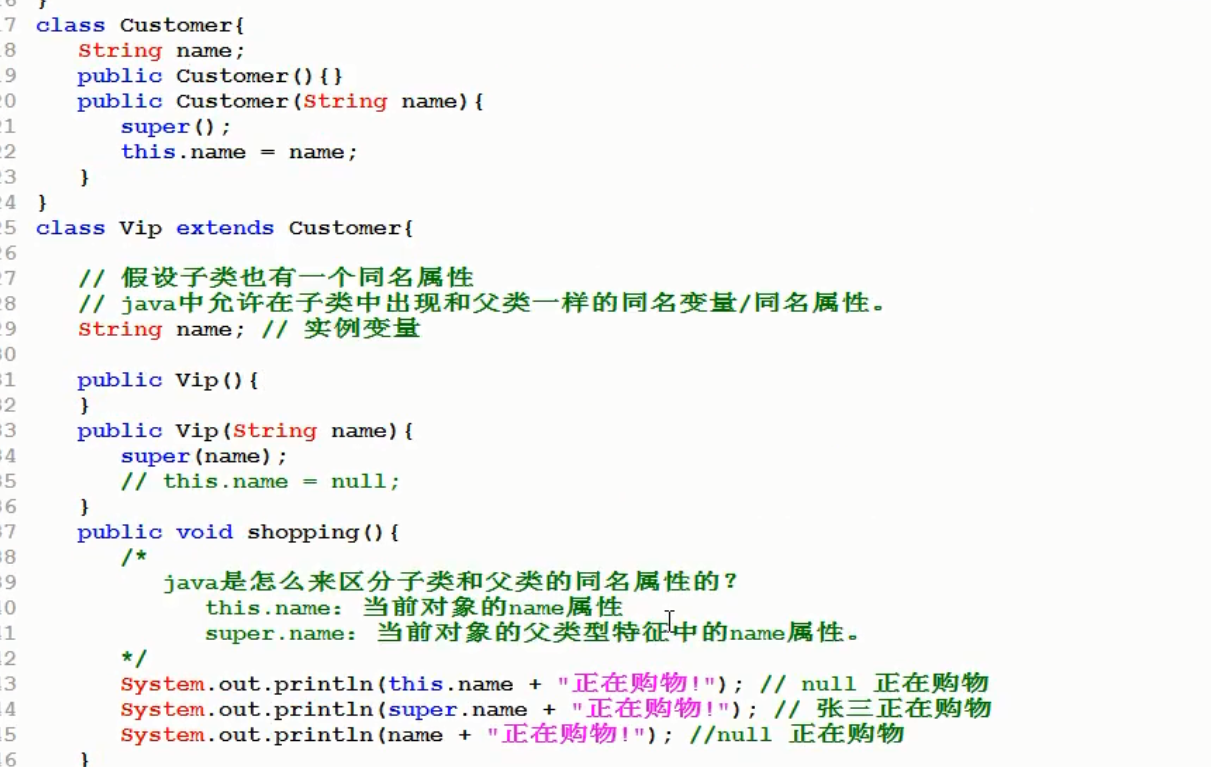 6 }
7 class Customer{
8 String name;
9 public Customer(){}
20 public Customer(String name){
21 super();
22 this.name = name;
23 }
24 }
25 class Vip extends Customer{
26
27 // 假设子类也有一个同名属性
28 // java中允许在子类中出现和父类一样的同名变量/同名属性。
29 String name; // 实例变量
30
31 public Vip(){
32 }
33 public Vip(String name){
34 super(name);
35 // this.name = null;
36 }
37 public void shopping(){
38 /*
39 java是怎么来区分子类和父类的同名属性的?
40 this.name: 当前对象的name属性
41 super.name: 当前对象的父类型特征中的name属性。
42 */
43 System.out.println(this.name + "正在购物!"); // null 正在购物
44 System.out.println(super.name + "正在购物!"); // 张三正在购物
45 System.out.println(name + "正在购物!"); //null 正在购物
46 }